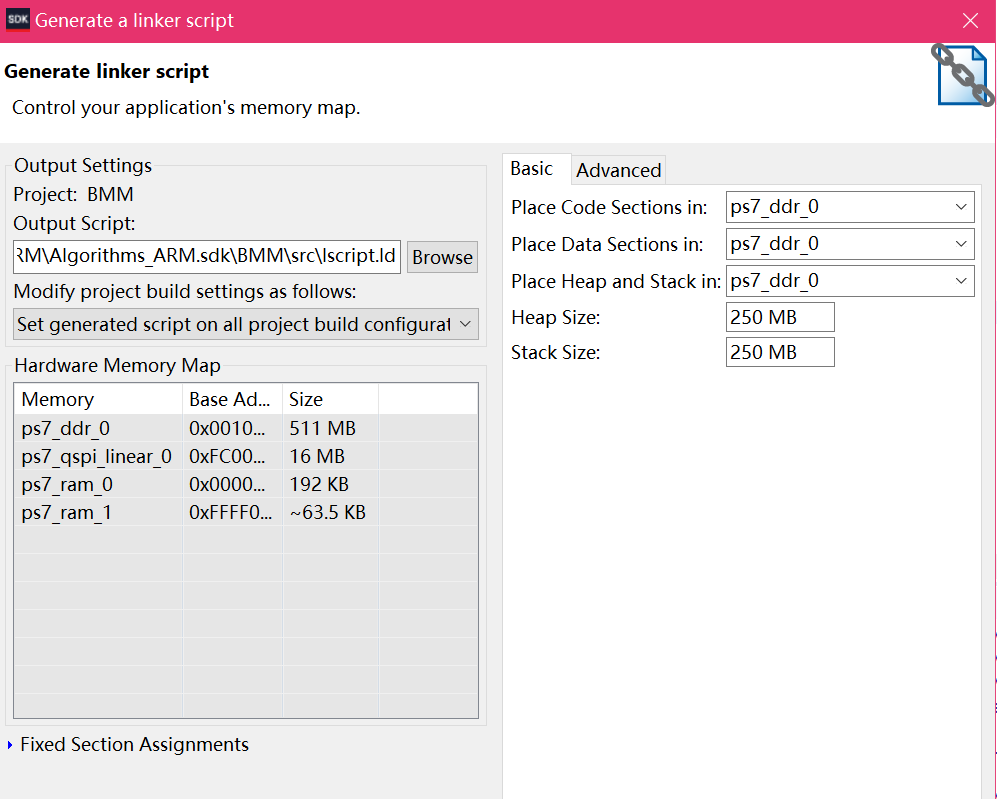 SDK Generate a linker script
Generate linker script
Control your application's memory map.
Output Settings
Project: BMM
Output Script:
RM\Algorithms_ARM.sdk\BMM\src\lscript.ld Browse
Modify project build settings as follows:
Set generated script on all project build configurat
Hardware Memory Map
Memory Base Ad... Size
ps7_ddr_0 0x0010... 511 MB
ps7_qspi_linear_0 0xFC00... 16 MB
ps7_ram_0 0x0000... 192 KB
ps7_ram_1 0xFFFF0... ~63.5 KB
Fixed Section Assignments
Basic Advanced
Place Code Sections in: ps7_ddr_0
Place Data Sections in: ps7_ddr_0
Place Heap and Stack in: ps7_ddr_0
Heap Size: 250 MB
Stack Size: 250 MB